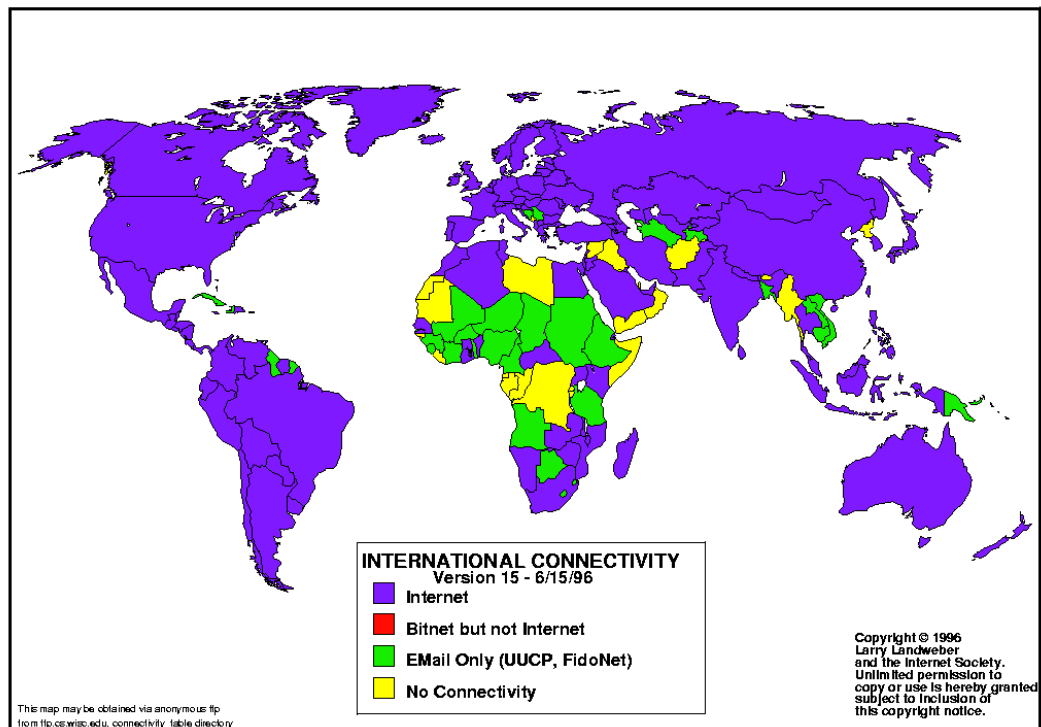 INTERNATIONAL CONNECTIVITY
Version 15 - 6/15/96
Internet
Bitnet but not Internet
EMail Only (UUCP, FidoNet)
No Connectivity
Copyright © 1996
Larry Landweber
and the Internet Society.
Unlimited permission to
copy or use is hereby granted
subject to inclusion of
this copyright notice.
This map may be obtained via anonymous ftp
from ftp.cs.wisc.edu, connectivity_table directory